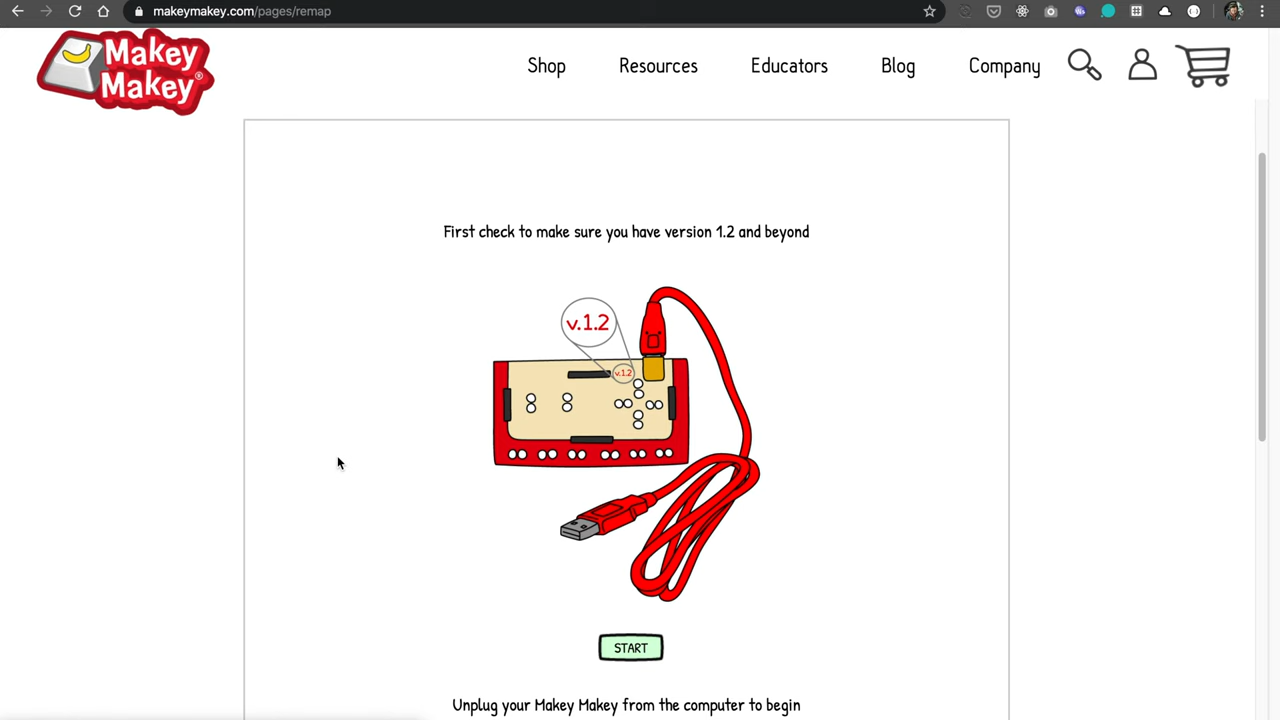 makeymakey.com/pages/remap
Makey
Makey®
Shop
Resources
Educators
Blog
Company
First check to make sure you have version 1.2 and beyond
v.1.2
v.1.2
START
Unplug your Makey Makey from the computer to begin